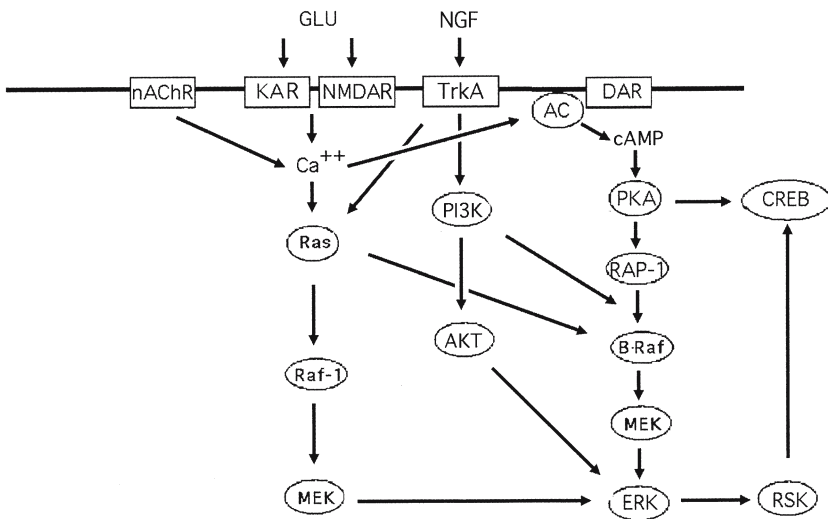 GLU NGF
nAChR KAR NMDAR TrkA DAR
AC
cAMP
Ca++
PKA CREB
PI3K
Ras
RAP-1
AKT B-Raf
Raf-1
MEK
MEK ERK RSK